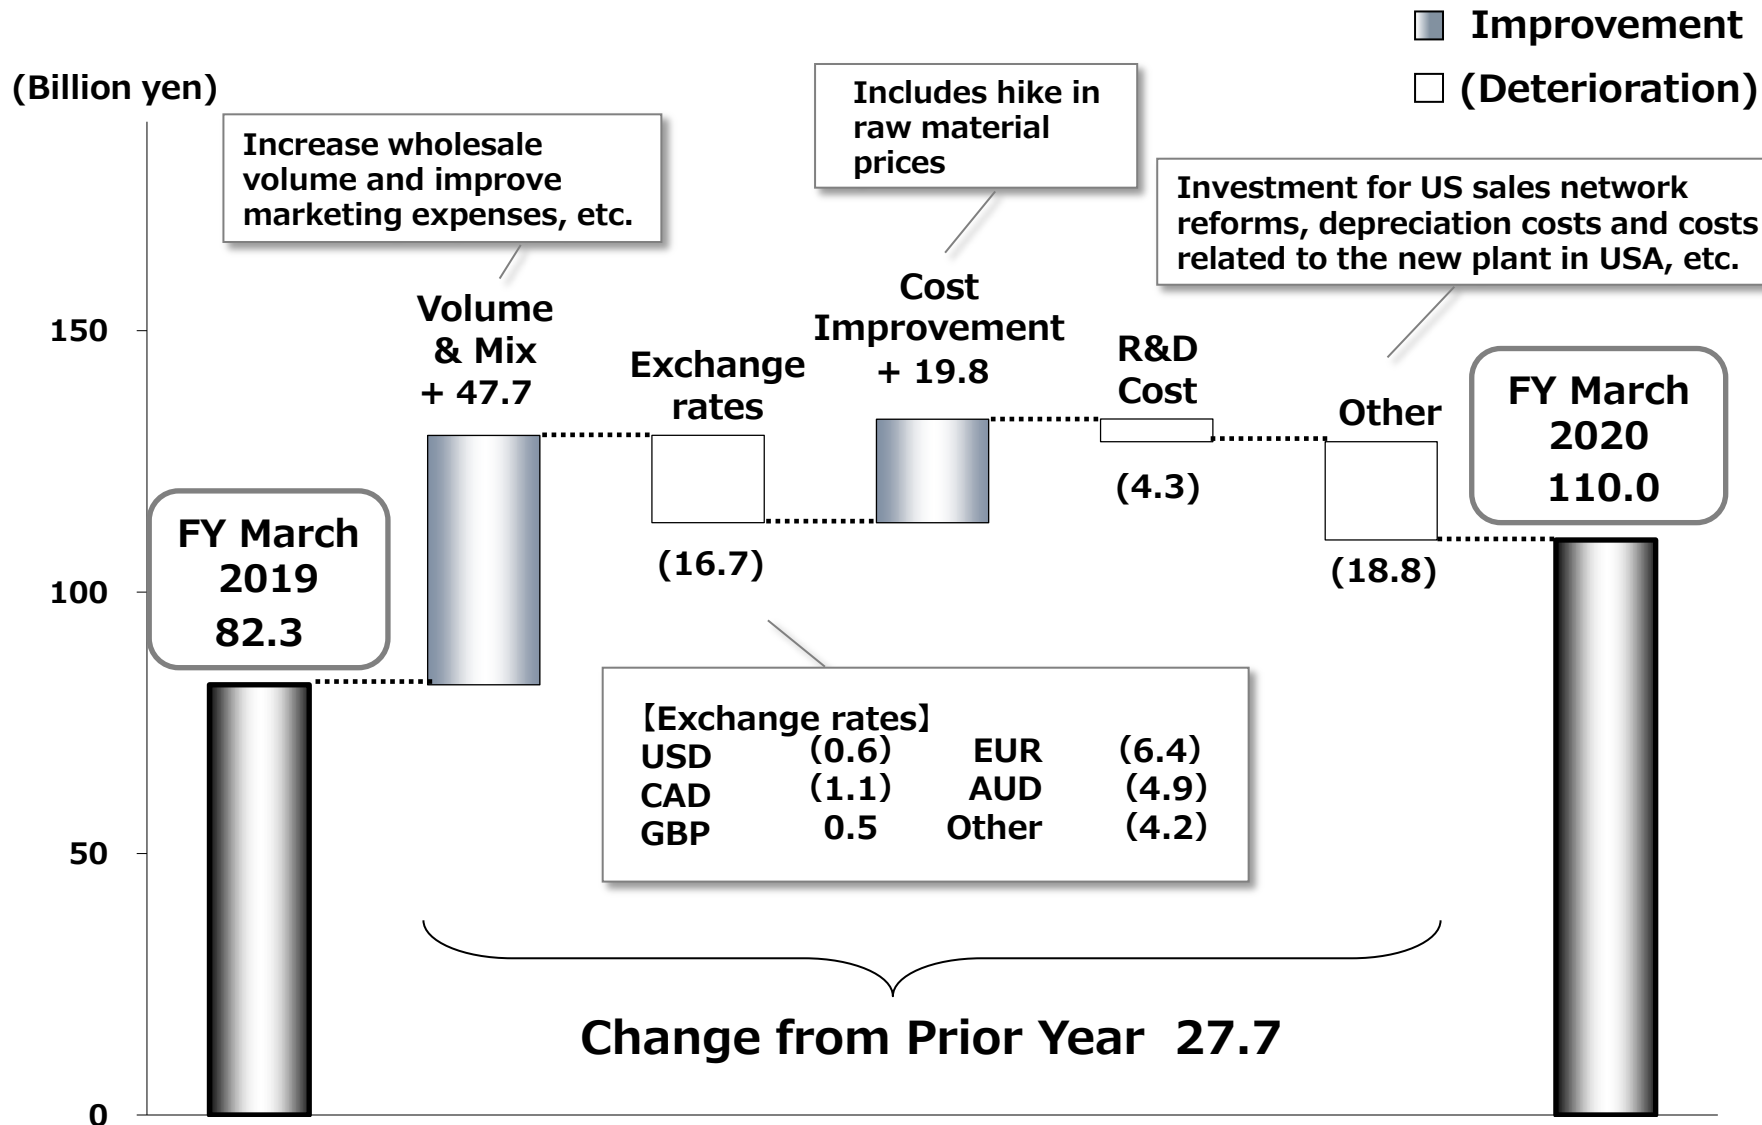 Improvement
(Deterioration)
(Billion yen)
Increase wholesale
volume and improve
marketing expenses, etc.
Includes hike in
raw material
prices
Investment for US sales network
reforms, depreciation costs and costs
related to the new plant in USA, etc.
150
100
50
0
FY March
2019
82.3
Volume
& Mix
+ 47.7
Exchange
rates
(16.7)
Cost
Improvement
+ 19.8
R&D
Cost
(4.3)
Other
(18.8)
FY March
2020
110.0
【Exchange rates】
USD (0.6) EUR (6.4)
CAD (1.1) AUD (4.9)
GBP 0.5 Other (4.2)
Change from Prior Year 27.7